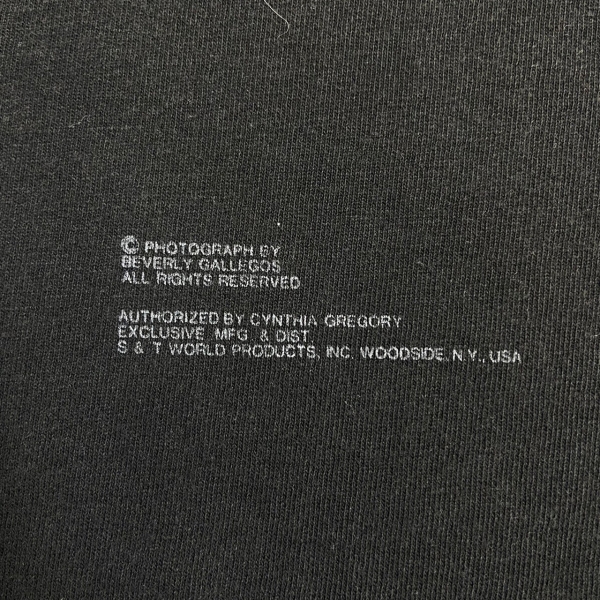 © PHOTOGRAPH BY
BEVERLY GALLEGOS
ALL RIGHTS RESERVED
AUTHORIZED BY CYNTHIA GREGORY
EXCLUSIVE MFG. & DIST.
S & T WORLD PRODUCTS, INC. WOODSIDE, N.Y., USA